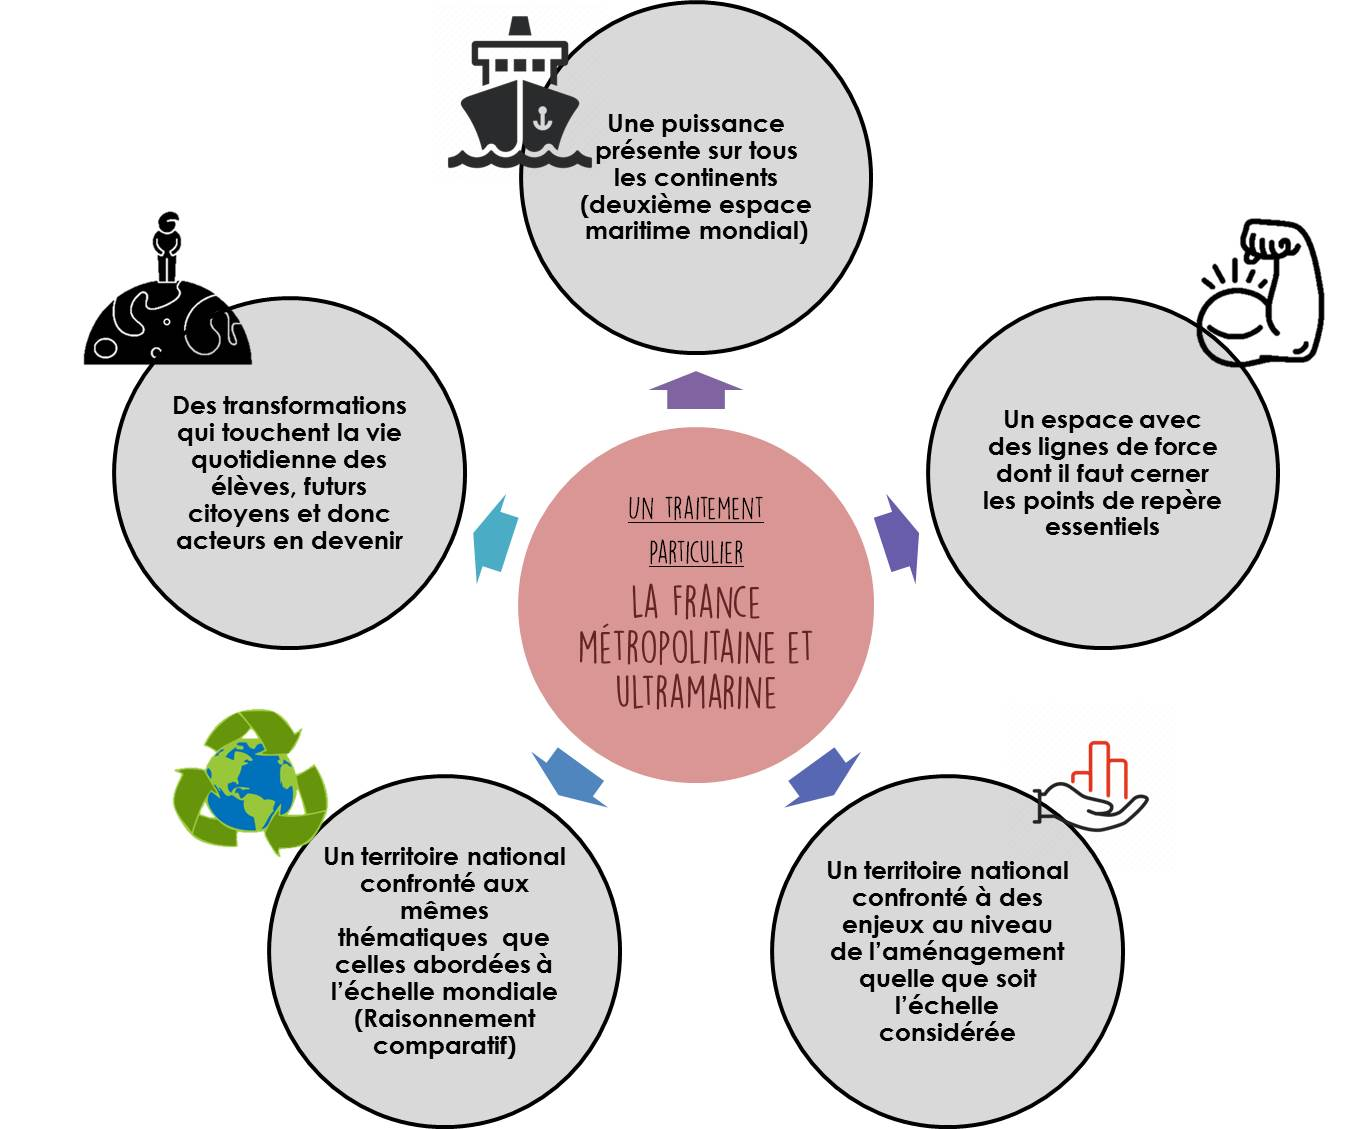 Une puissance
présente sur tous
les continents
(deuxième espace
maritime mondial)
Des transformations
qui touchent la vie
quotidienne des
élèves, futurs
citoyens et donc
acteurs en devenir
Un espace avec
des lignes de force
dont il faut cerner
les points de repère
essentiels
UN TRAITEMENT
PARTICULIER
LA FRANCE
MÉTROPOLITAINE ET
ULTRAMARINE
Un territoire national
confronté aux
mêmes
thématiques  que
celles abordées à
l’échelle mondiale
(Raisonnement
comparatif)
Un territoire national
confronté à des
enjeux au niveau
de l’aménagement
quelle que soit
l’échelle
considérée